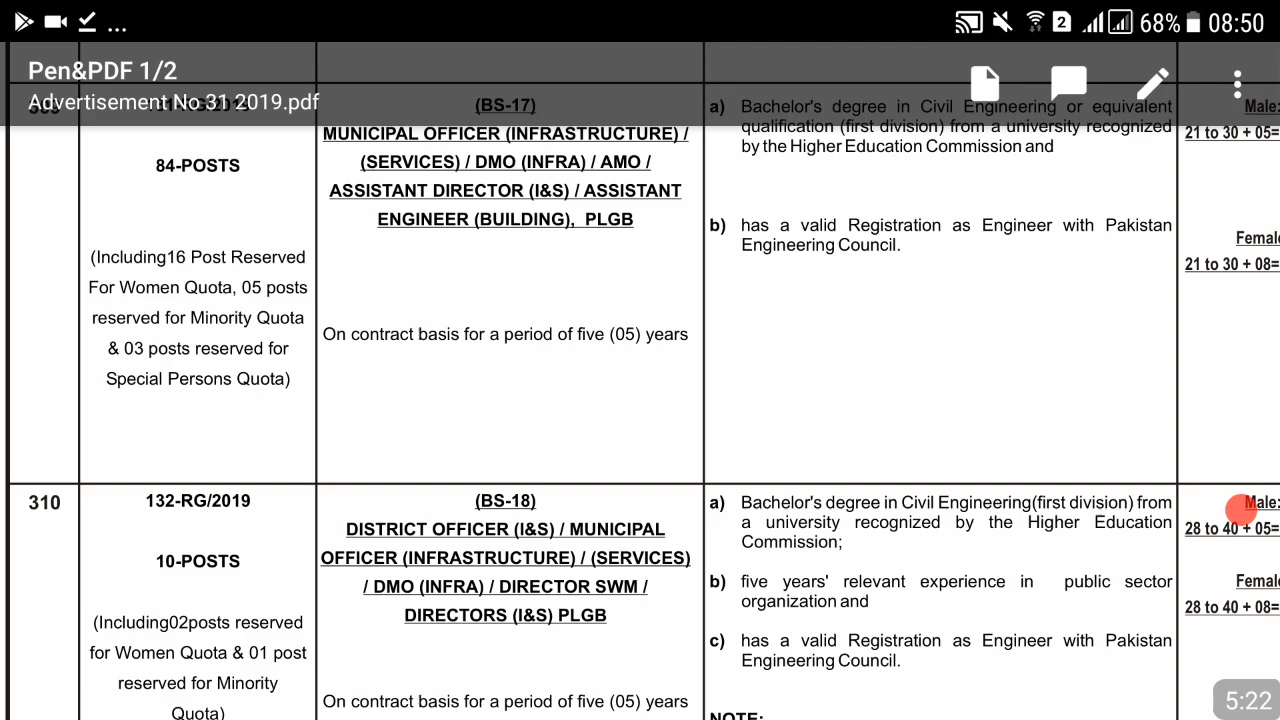 ... 2 68% 08:50
Pen&PDF 1/2
Advertisement No.31 2019.pdf
84-POSTS
(Including16 Post Reserved
For Women Quota, 05 posts
reserved for Minority Quota
& 03 posts reserved for
Special Persons Quota)
(BS-17)
MUNICIPAL OFFICER (INFRASTRUCTURE) /
(SERVICES) / DMO (INFRA) / AMO /
ASSISTANT DIRECTOR (I&S) / ASSISTANT
ENGINEER (BUILDING), PLGB
On contract basis for a period of five (05) years
a) Bachelor's degree in Civil Engineering or equivalent
qualification (first division) from a university recognized
by the Higher Education Commission and
b) has a valid Registration as Engineer with Pakistan
Engineering Council.
Male:
21 to 30 + 05=
Female
21 to 30 + 08=
310
132-RG/2019
10-POSTS
(Including02posts reserved
for Women Quota & 01 post
reserved for Minority
Quota)
(BS-18)
DISTRICT OFFICER (I&S) / MUNICIPAL
OFFICER (INFRASTRUCTURE) / (SERVICES)
/ DMO (INFRA) / DIRECTOR SWM /
DIRECTORS (I&S) PLGB
On contract basis for a period of five (05) years
a) Bachelor's degree in Civil Engineering(first division) from
a university recognized by the Higher Education
Commission;
b) five years' relevant experience in public sector
organization and
c) has a valid Registration as Engineer with Pakistan
Engineering Council.
NOTE:
Male:
28 to 40 + 05=
Female
28 to 40 + 08=
5:22